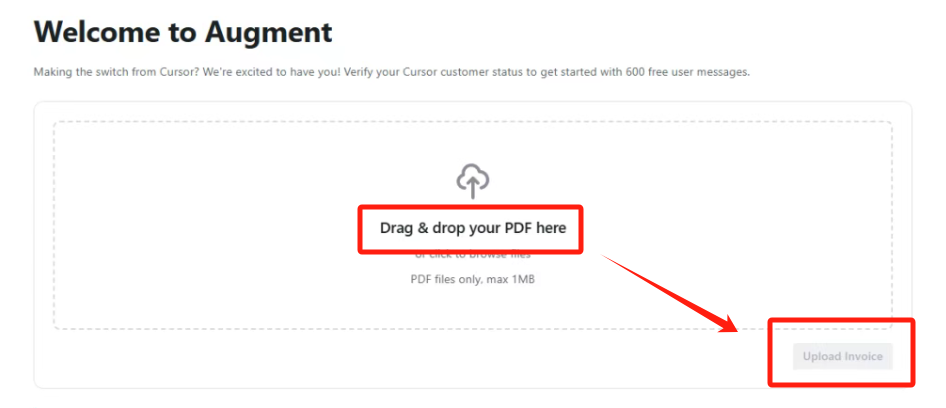 Welcome to Augment
Making the switch from Cursor? We're excited to have you! Verify your Cursor customer status to get started with 600 free user messages.
Drag & drop your PDF here
or click to browse files
PDF files only, max 1MB
Upload Invoice